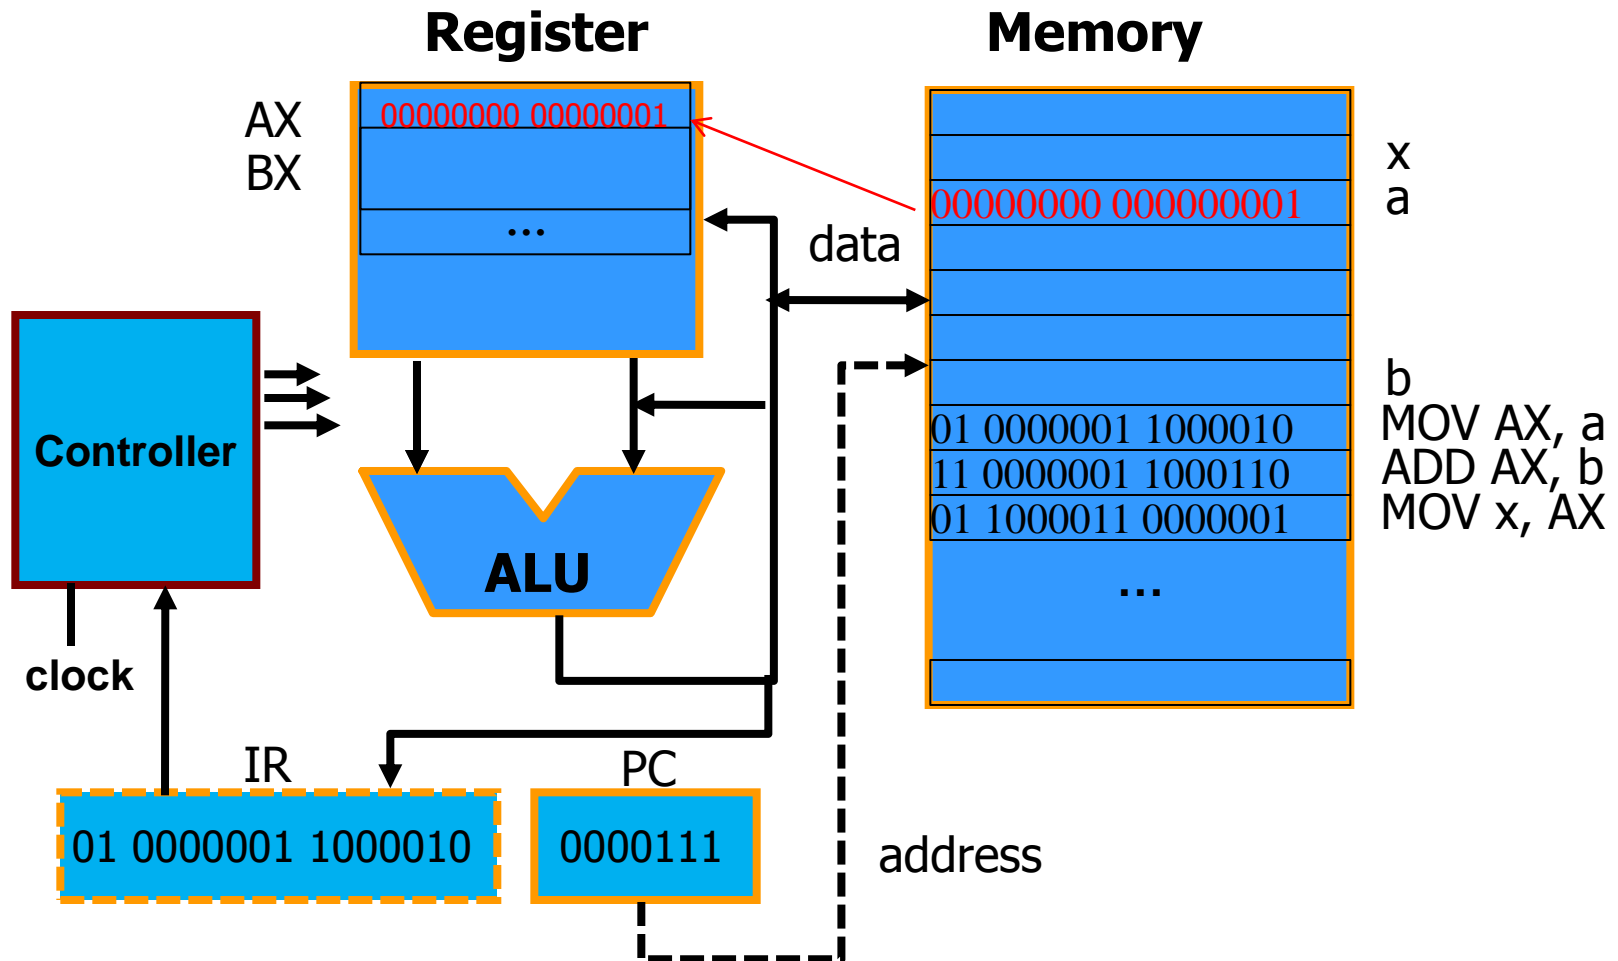 Register
Memory
AX
00000000 00000001
BX
...
x
00000000 000000001
a
data
b
01 0000001 1000010
MOV AX, a
11 0000001 1000110
ADD AX, b
01 1000011 0000001
MOV x, AX
...
Controller
ALU
clock
IR
PC
01 0000001 1000010
0000111
address